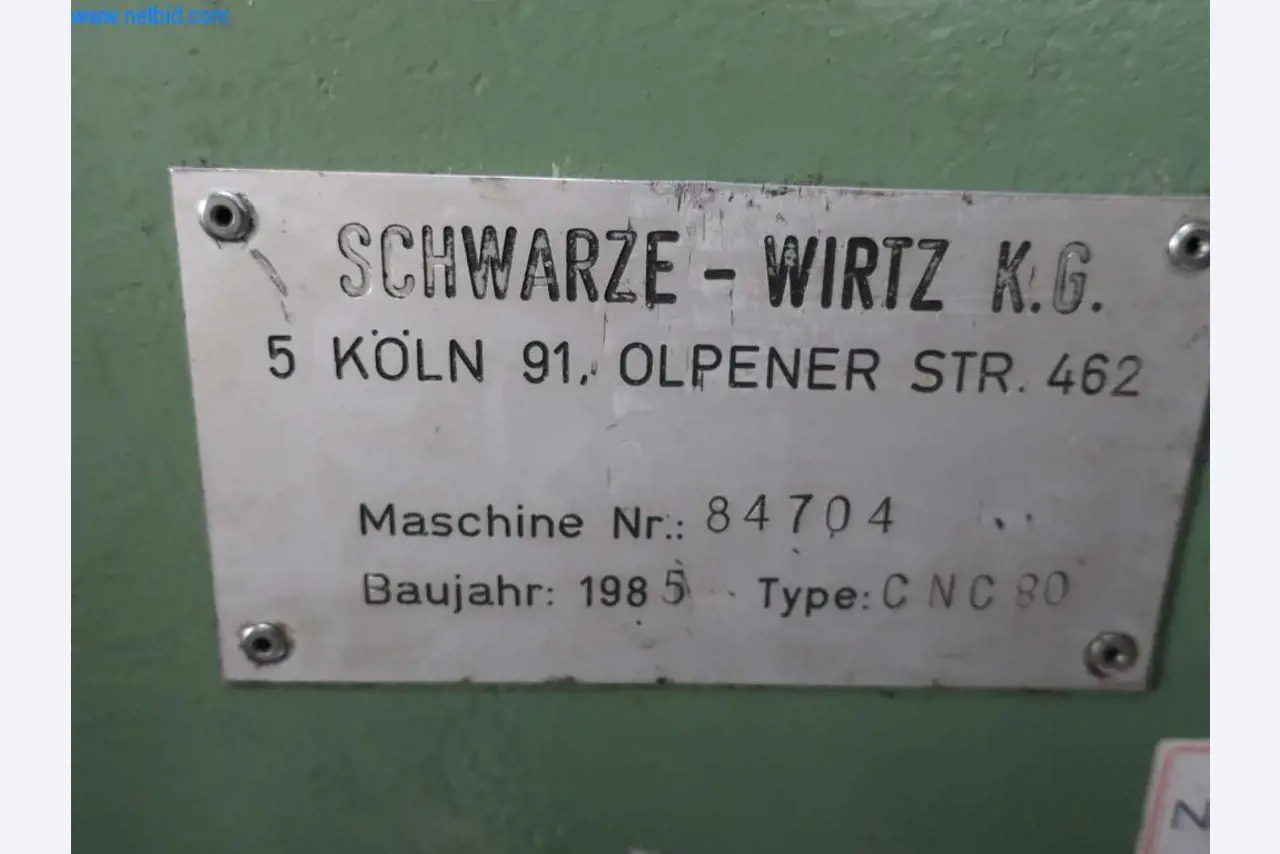 www.netbid.com
SCHWARZE - WIRTZ K.G.
5 KÖLN 91, OLPENER STR. 462
Maschine Nr.: 84704
Baujahr: 1985 Type: CNC 80
N